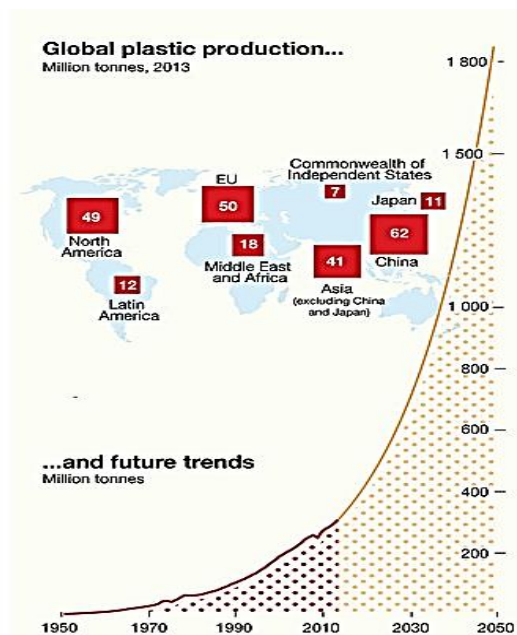 Global plastic production...
Million tonnes, 2013
1 800
1 500
EU
50
Commonwealth of
Independent States
7
Japan 11
49
North
America
18
Middle East
and Africa
62
China
41
Asia
(excluding China
and Japan)
12
Latin
America
1 000
800
600
...and future trends
Million tonnes
400
200
1950 1970 1990 2010 2030 2050